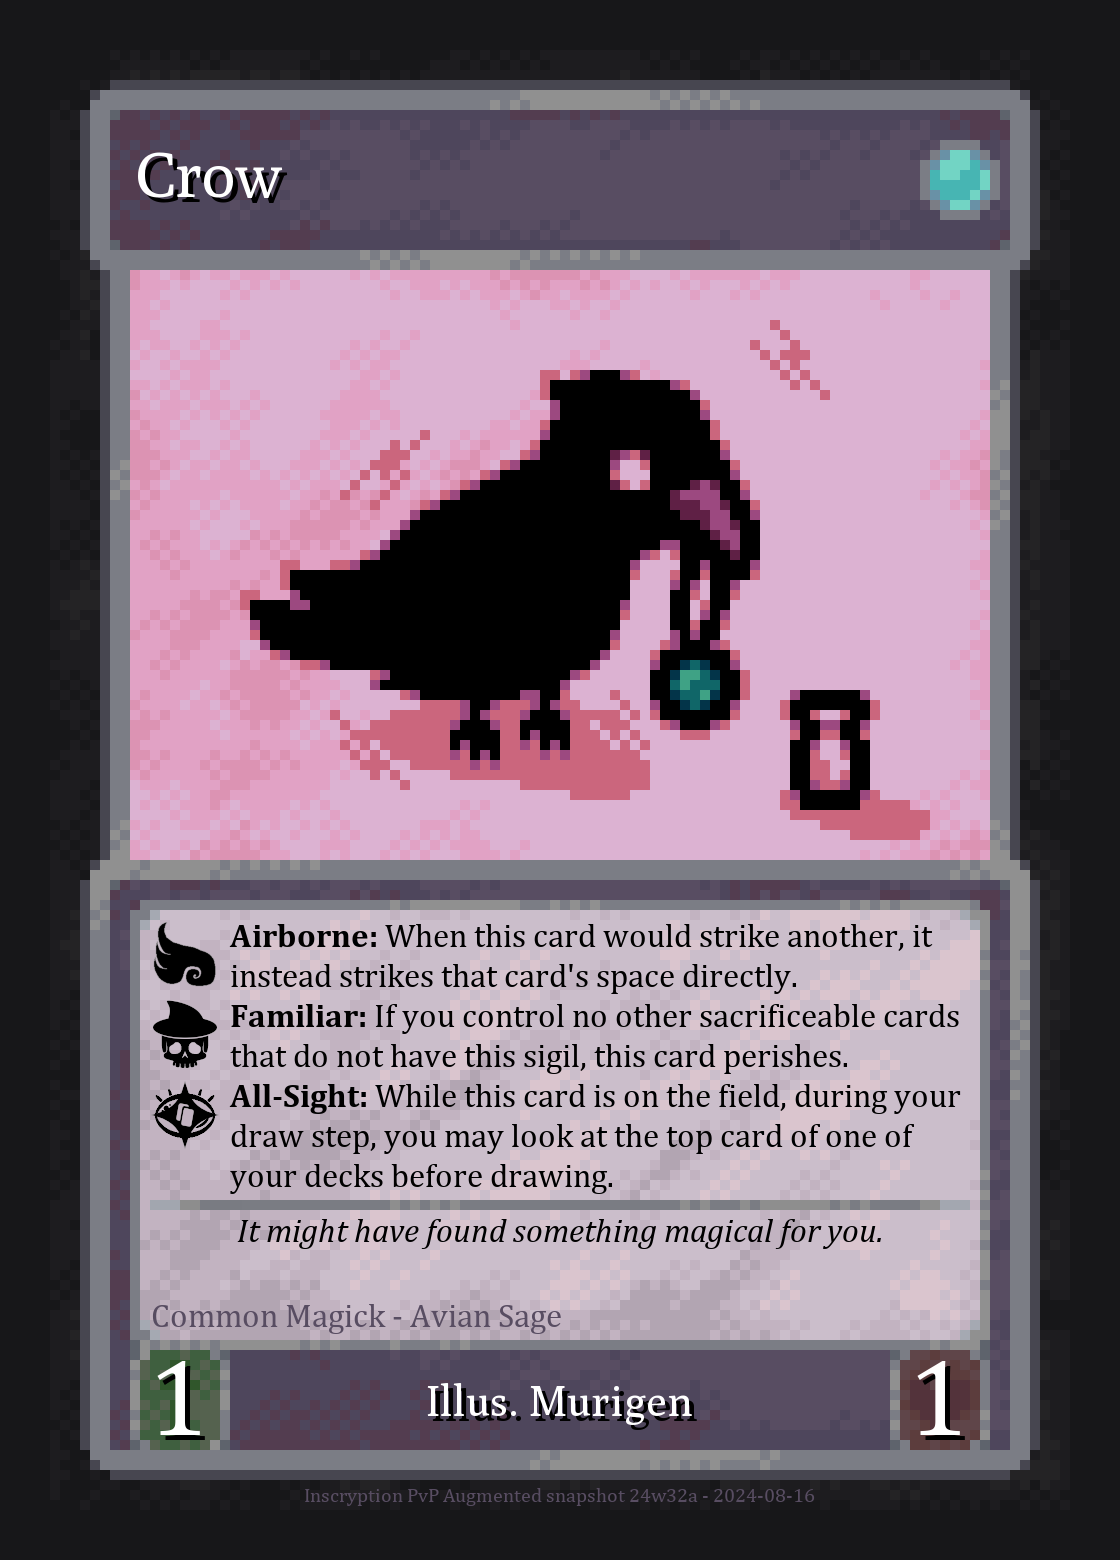 Crow
Airborne: When this card would strike another, it
instead strikes that card's space directly.
Familiar: If you control no other sacrificeable cards
that do not have this sigil, this card perishes.
All-Sight: While this card is on the field, during your
draw step, you may look at the top card of one of
your decks before drawing.
It might have found something magical for you.
Common Magick - Avian Sage
1
Illus. Murigen
1
Inscryption PvP Augmented snapshot 24w32a - 2024-08-16